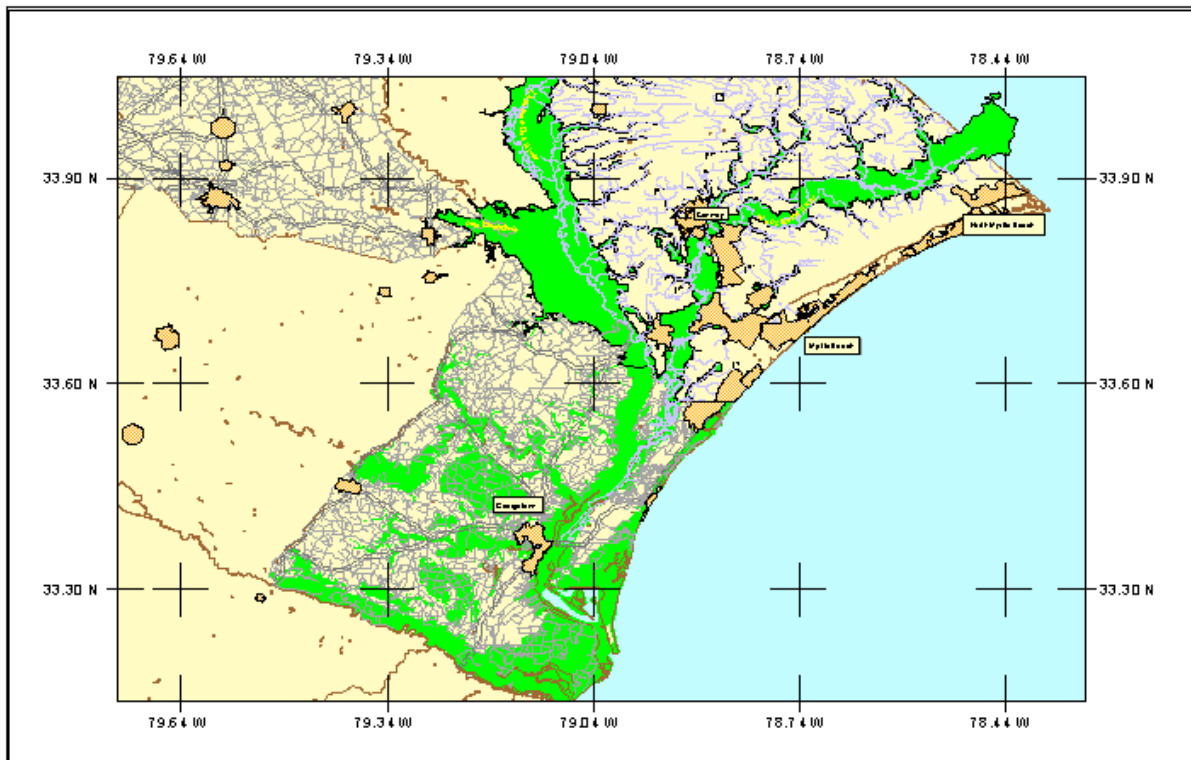 79.64 W 79.34 W 79.04 W 78.74 W 78.44 W
33.90 N 33.90 N
Conway
North Myrtle Beach
Myrtle Beach
33.60 N 33.60 N
Georgetown
33.30 N 33.30 N
79.64 W 79.34 W 79.04 W 78.74 W 78.44 W